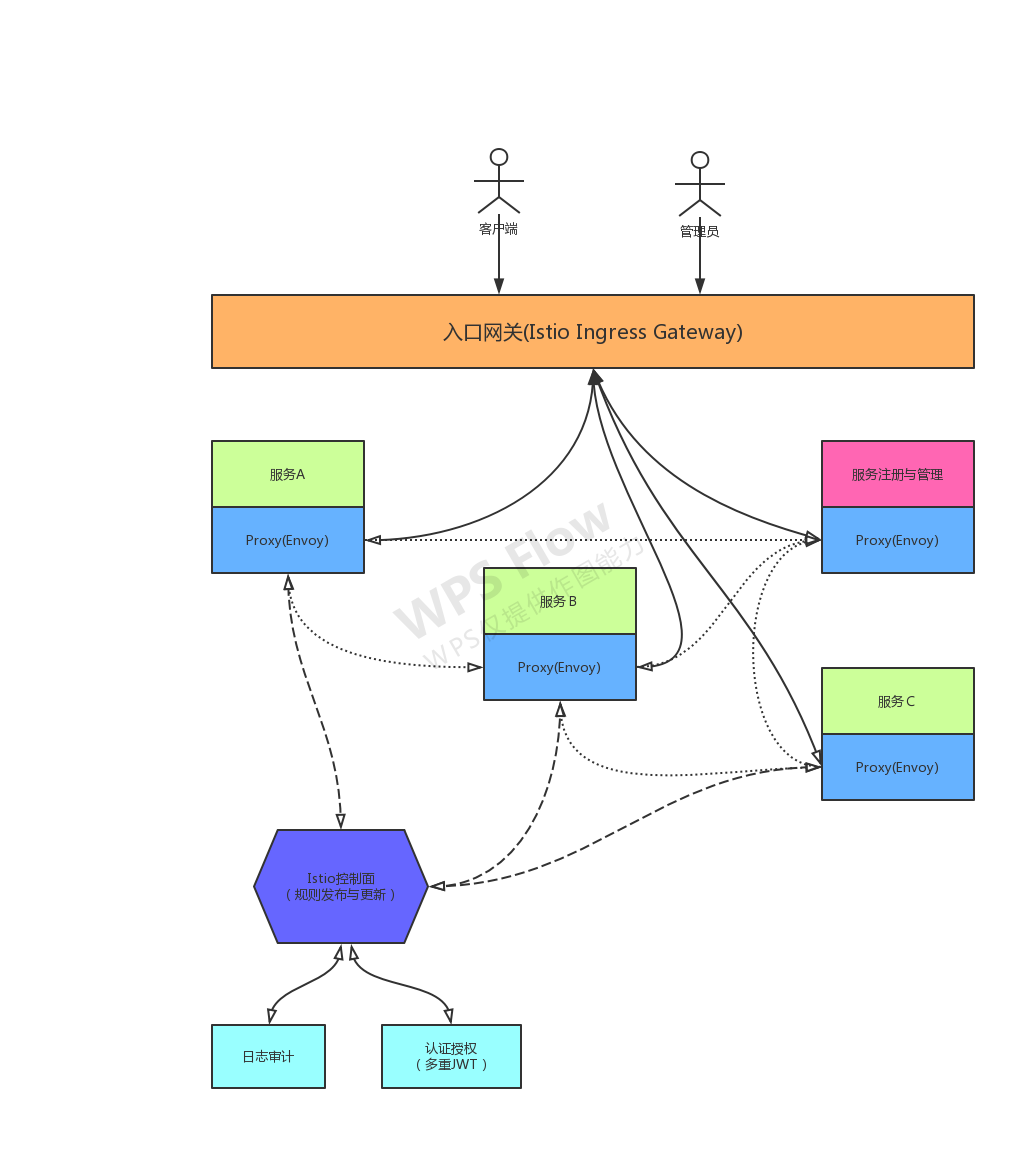 客户端
管理员
入口网关(Istio Ingress Gateway)
服务A
Proxy(Envoy)
服务注册与管理
Proxy(Envoy)
WPS Flow
WPS仅提供作图能力
服务 B
Proxy(Envoy)
服务 C
Proxy(Envoy)
Istio控制面
（规则发布与更新）
日志审计
认证授权
（多重JWT）